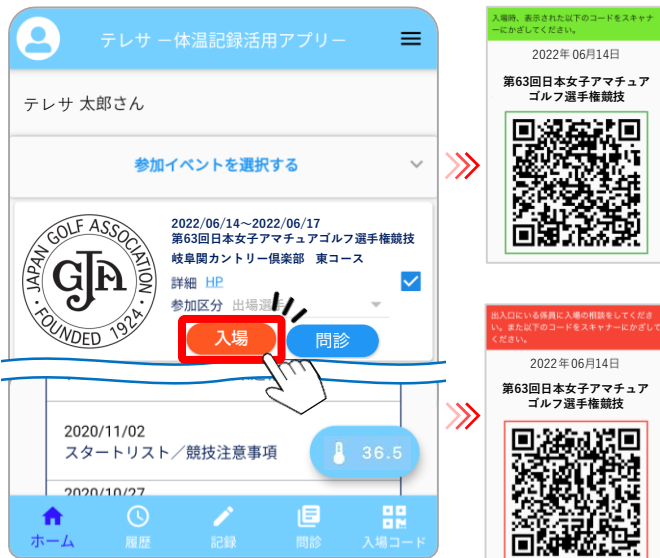 テレサ －体温記録活用アプリ－
テレサ 太郎さん
参加イベントを選択する
JAPAN GOLF ASSOCIATION
GJA
・FOUNDED 1924・
2022/06/14～2022/06/17
第63回日本女子アマチュアゴルフ選手権競技
岐阜関カントリー倶楽部　東コース
詳細 HP
参加区分 出場選手
入場
問診
2020/11/02
スタートリスト／競技注意事項
36.5
2020/10/27
ホーム
履歴
記録
問診
入場コード
入場時、表示された以下のコードをスキャナ
ーにかざしてください。
2022年06月14日
第63回日本女子アマチュア
ゴルフ選手権競技
出入口にいる係員に入場の相談をしてくださ
い。また以下のコードをスキャナーにかざして
ください。
2022年06月14日
第63回日本女子アマチュア
ゴルフ選手権競技